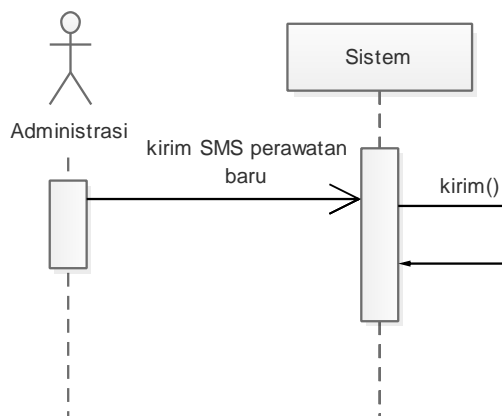 Sistem
Administrasi
kirim SMS perawatan
baru
kirim()